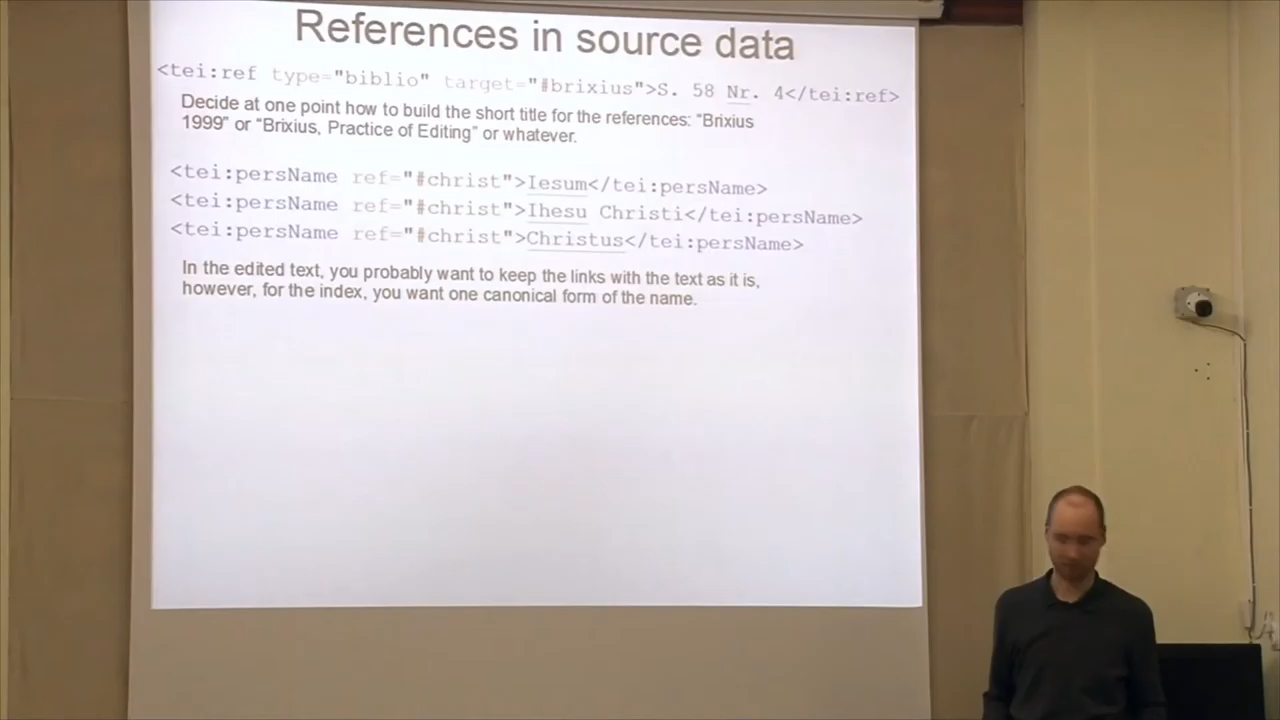 References in source data
<tei:ref type="biblio" target="#brixius">S. 58 Nr. 4</tei:ref>
Decide at one point how to build the short title for the references: “Brixius
1999” or “Brixius, Practice of Editing” or whatever.
<tei:persName ref="#christ">Iesum</tei:persName>
<tei:persName ref="#christ">Ihesu Christi</tei:persName>
<tei:persName ref="#christ">Christus</tei:persName>
In the edited text, you probably want to keep the links with the text as it is,
however, for the index, you want one canonical form of the name.